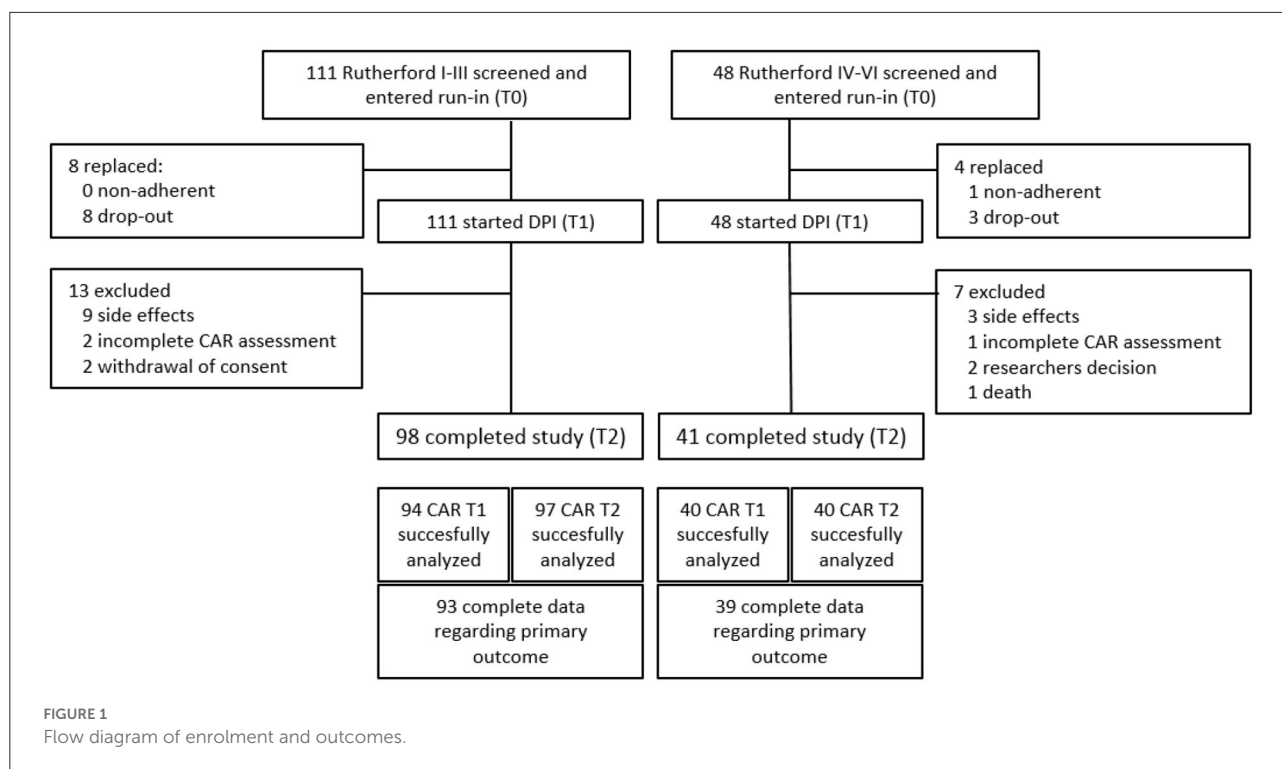 111 Rutherford I-III screened and
entered run-in (T0)
48 Rutherford IV-VI screened and
entered run-in (T0)
8 replaced:
0 non-adherent
8 drop-out
4 replaced
1 non-adherent
3 drop-out
111 started DPI (T1)
48 started DPI (T1)
13 excluded
9 side effects
2 incomplete CAR assessment
2 withdrawal of consent
7 excluded
3 side effects
1 incomplete CAR assessment
2 researchers decision
1 death
98 completed study (T2)
41 completed study (T2)
94 CAR T1
succesfully
analyzed
97 CAR T2
succesfully
analyzed
40 CAR T1
succesfully
analyzed
40 CAR T2
succesfully
analyzed
93 complete data
regarding primary
outcome
39 complete data
regarding primary
outcome
FIGURE 1
Flow diagram of enrolment and outcomes.